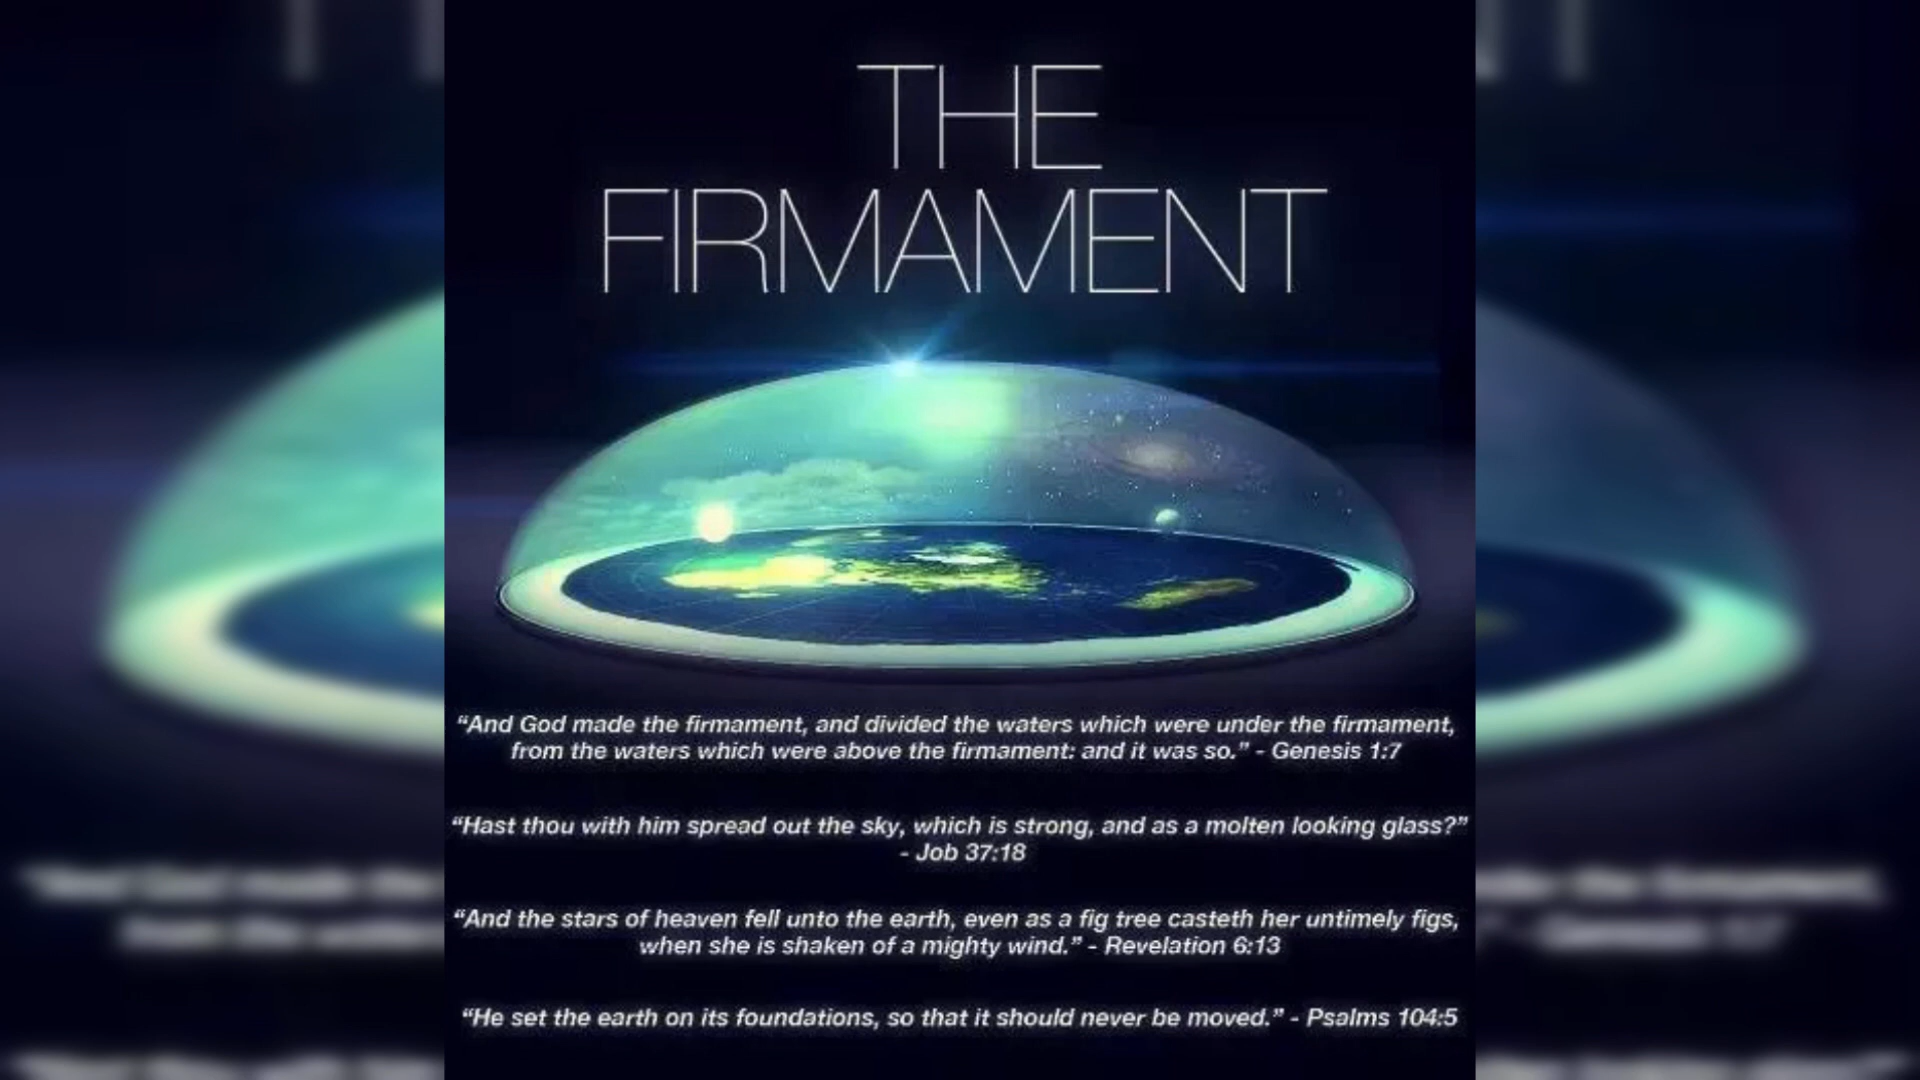 THE
FIRMAMENT
“And God made the firmament, and divided the waters which were under the firmament,
from the waters which were above the firmament: and it was so.” - Genesis 1:7
“Hast thou with him spread out the sky, which is strong, and as a molten looking glass?”
- Job 37:18
“And the stars of heaven fell unto the earth, even as a fig tree casteth her untimely figs,
when she is shaken of a mighty wind.” - Revelation 6:13
“He set the earth on its foundations, so that it should never be moved.” - Psalms 104:5